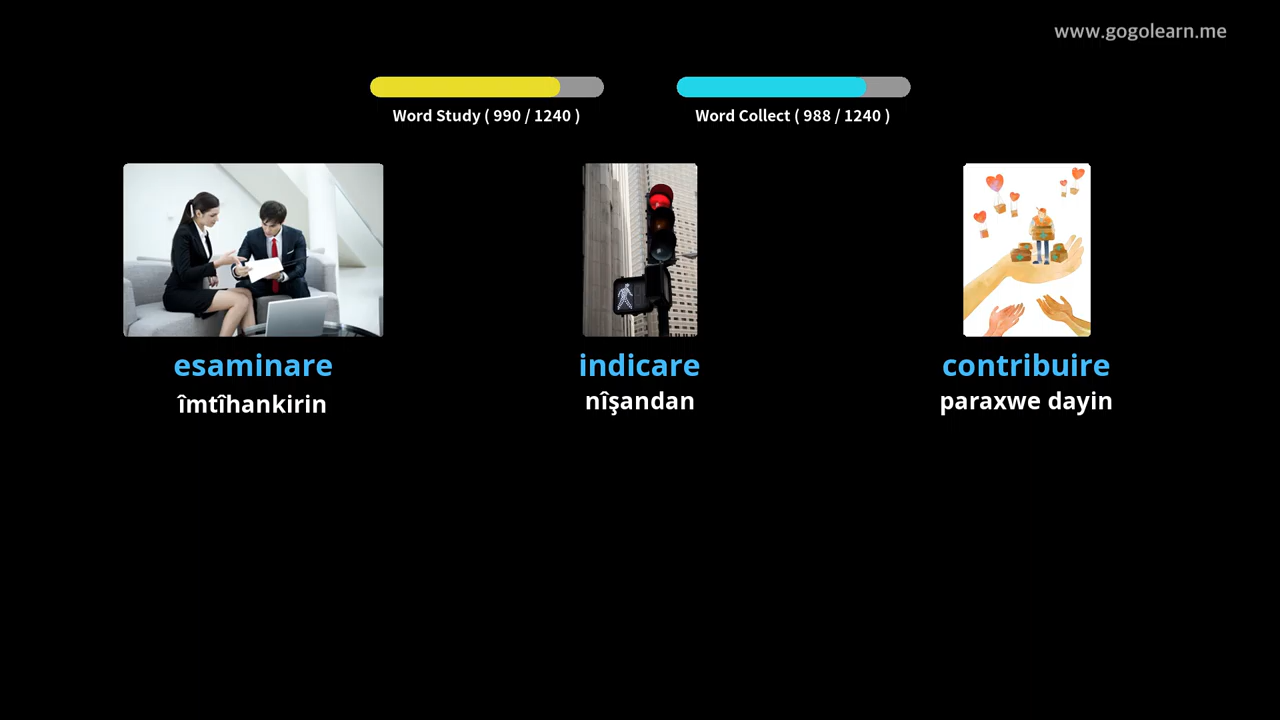 www.gogolearn.me
Word Study ( 990 / 1240 )
Word Collect ( 988 / 1240 )
esaminare
îmtîhankirin
indicare
nîşandan
contribuire
paraxwe dayin